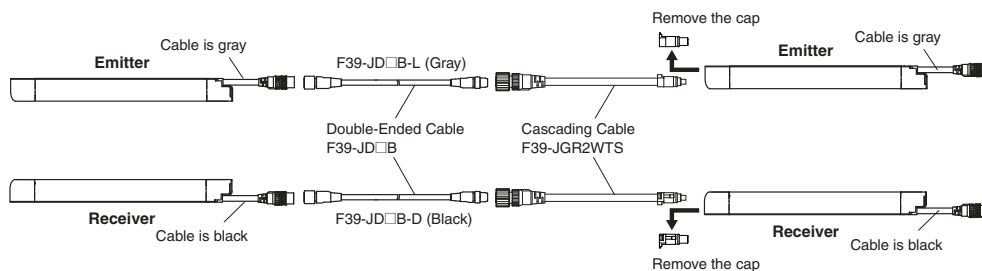 Remove the cap
Cable is gray
Emitter
F39-JD□B-L (Gray)
Emitter
Cable is gray
Double-Ended Cable
F39-JD□B
Cascading Cable
F39-JGR2WTS
Receiver
Cable is black
F39-JD□B-D (Black)
Receiver
Cable is black
Remove the cap